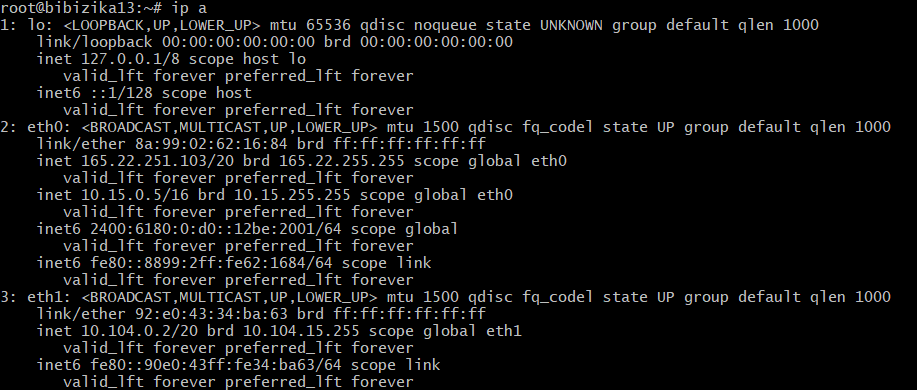 root@bibizika13:~# ip a
1: lo: <LOOPBACK,UP,LOWER_UP> mtu 65536 qdisc noqueue state UNKNOWN group default qlen 1000
    link/loopback 00:00:00:00:00:00 brd 00:00:00:00:00:00
    inet 127.0.0.1/8 scope host lo
       valid_lft forever preferred_lft forever
    inet6 ::1/128 scope host
       valid_lft forever preferred_lft forever
2: eth0: <BROADCAST,MULTICAST,UP,LOWER_UP> mtu 1500 qdisc fq_codel state UP group default qlen 1000
    link/ether 8a:99:02:62:16:84 brd ff:ff:ff:ff:ff:ff
    inet 165.22.251.103/20 brd 165.22.255.255 scope global eth0
       valid_lft forever preferred_lft forever
    inet 10.15.0.5/16 brd 10.15.255.255 scope global eth0
       valid_lft forever preferred_lft forever
    inet6 2400:6180:0:d0::12be:2001/64 scope global
       valid_lft forever preferred_lft forever
    inet6 fe80::8899:2ff:fe62:1684/64 scope link
       valid_lft forever preferred_lft forever
3: eth1: <BROADCAST,MULTICAST,UP,LOWER_UP> mtu 1500 qdisc fq_codel state UP group default qlen 1000
    link/ether 92:e0:43:34:ba:63 brd ff:ff:ff:ff:ff:ff
    inet 10.104.0.2/20 brd 10.104.15.255 scope global eth1
       valid_lft forever preferred_lft forever
    inet6 fe80::90e0:43ff:fe34:ba63/64 scope link
       valid_lft forever preferred_lft forever